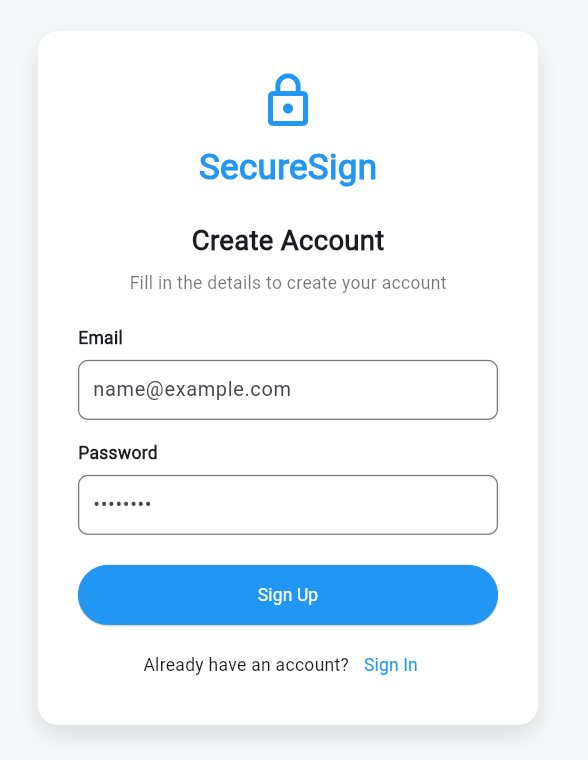 SecureSign
Create Account
Fill in the details to create your account
Email
name@example.com
Password
••••••••
Sign Up
Already have an account? Sign In